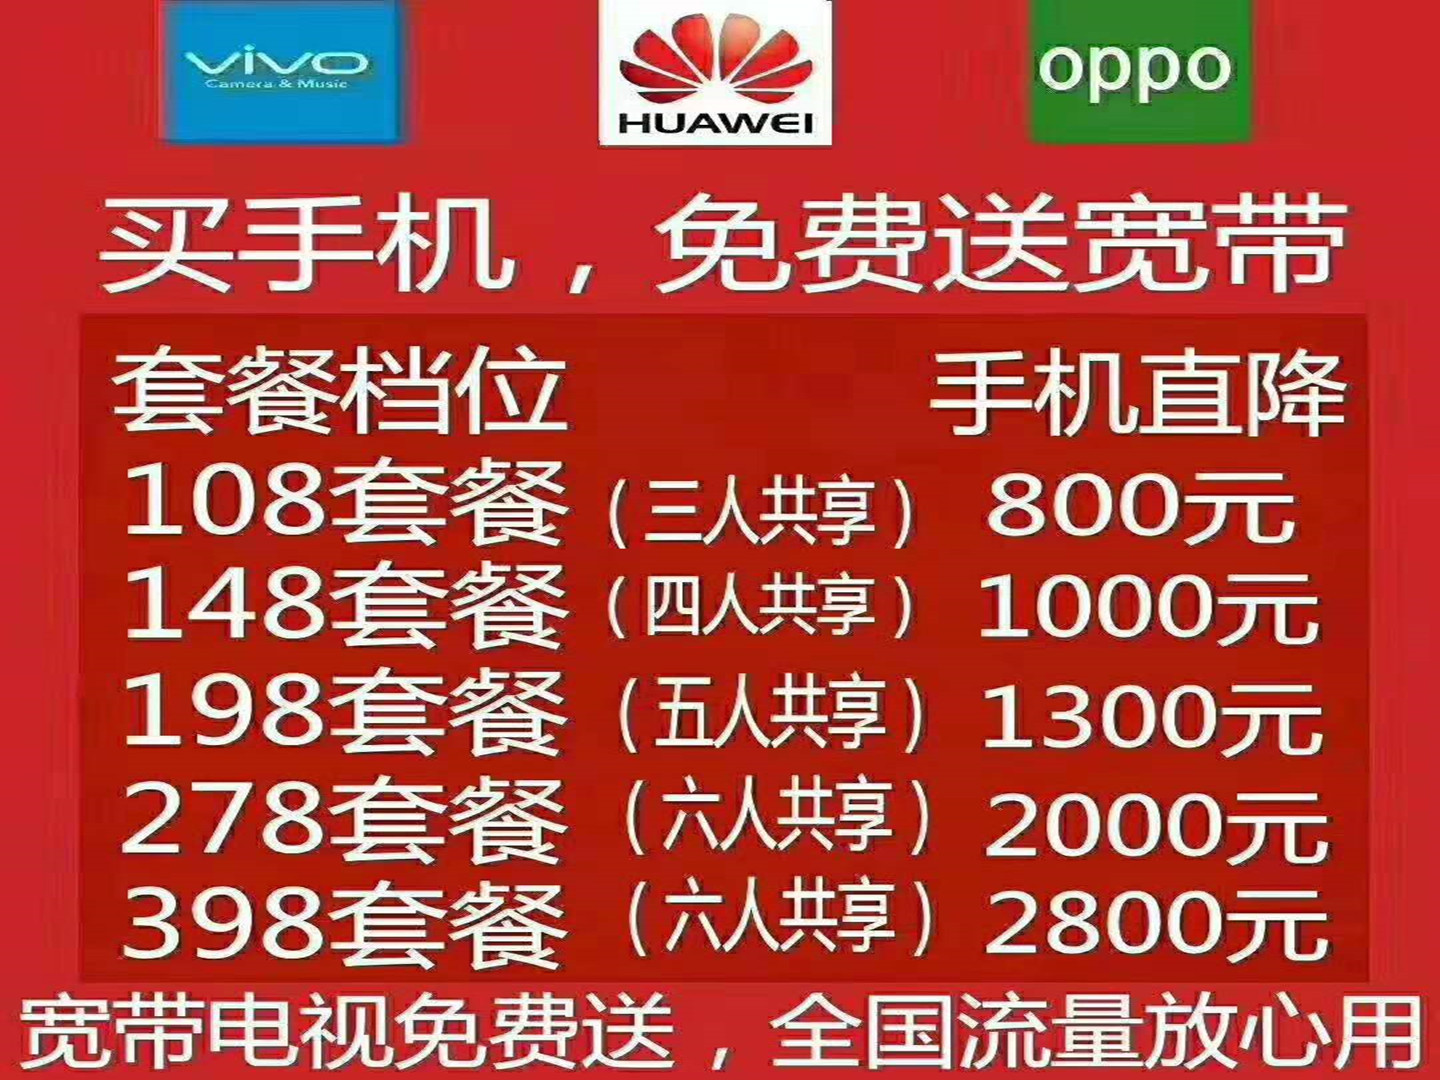 vivo
Camera & Music
HUAWEI
oppo
买手机，免费送宽带
套餐档位 手机直降
108套餐（三人共享）800元
148套餐（四人共享）1000元
198套餐（五人共享）1300元
278套餐（六人共享）2000元
398套餐（六人共享）2800元
宽带电视免费送，全国流量放心用